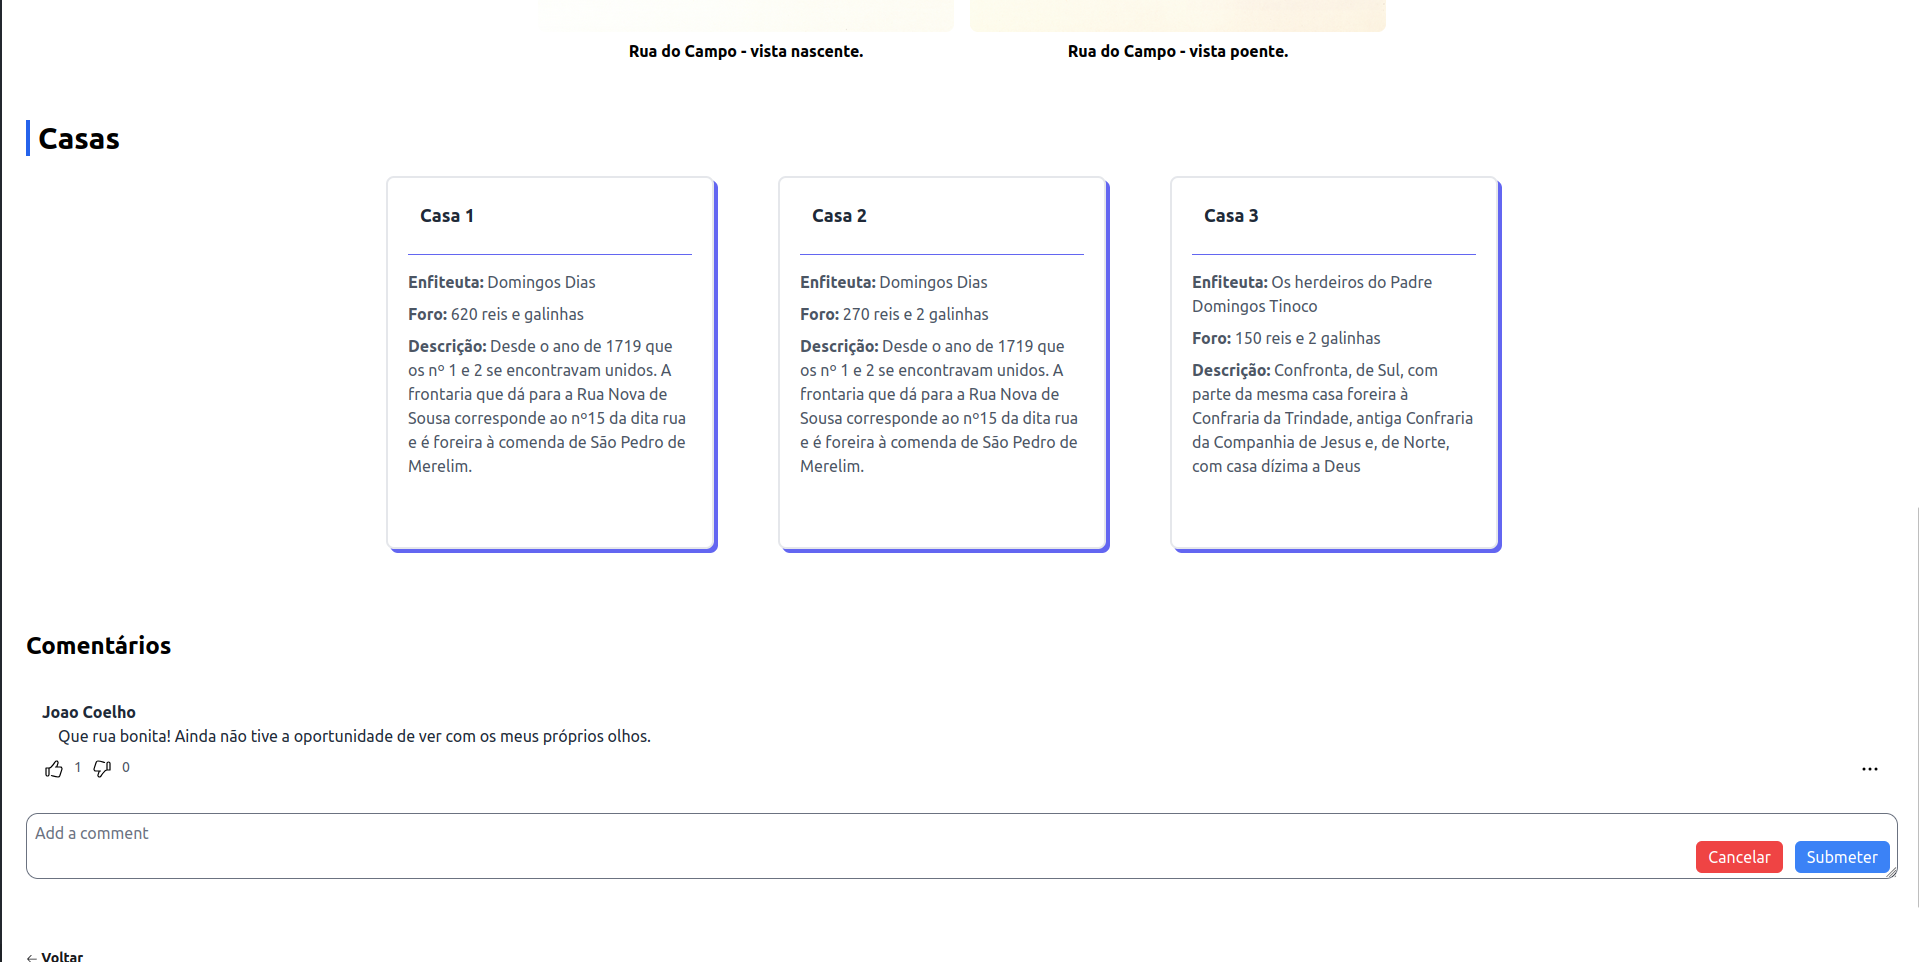 Rua do Campo - vista nascente.
Rua do Campo - vista poente.
Casas
Casa 1
Enfiteuta: Domingos Dias
Foro: 620 reis e galinhas
Descrição: Desde o ano de 1719 que
os nº 1 e 2 se encontravam unidos. A
frontaria que dá para a Rua Nova de
Sousa corresponde ao nº15 da dita rua
e é foreira à comenda de São Pedro de
Merelim.
Casa 2
Enfiteuta: Domingos Dias
Foro: 270 reis e 2 galinhas
Descrição: Desde o ano de 1719 que
os nº 1 e 2 se encontravam unidos. A
frontaria que dá para a Rua Nova de
Sousa corresponde ao nº15 da dita rua
e é foreira à comenda de São Pedro de
Merelim.
Casa 3
Enfiteuta: Os herdeiros do Padre
Domingos Tinoco
Foro: 150 reis e 2 galinhas
Descrição: Confronta, de Sul, com
parte da mesma casa foreira à
Confraria da Trindade, antiga Confraria
da Companhia de Jesus e, de Norte,
com casa dízima a Deus
Comentários
Joao Coelho
Que rua bonita! Ainda não tive a oportunidade de ver com os meus próprios olhos.
1 0
Add a comment
Cancelar Submeter
← Voltar